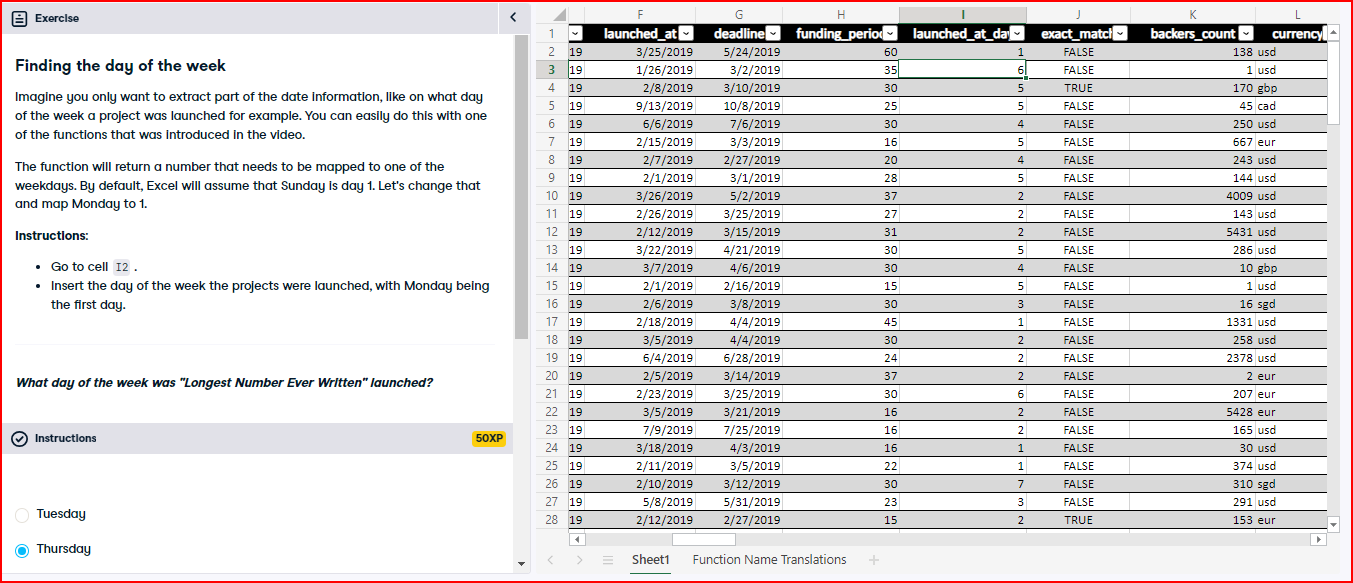 Exercise
Finding the day of the week
Imagine you only want to extract part of the date information, like on what day
of the week a project was launched for example. You can easily do this with one
of the functions that was introduced in the video.
The function will return a number that needs to be mapped to one of the
weekdays. By default, Excel will assume that Sunday is day 1. Let's change that
and map Monday to 1.
Instructions:
• Go to cell I2 .
• Insert the day of the week the projects were launched, with Monday being
the first day.
What day of the week was "Longest Number Ever Written" launched?
Instructions 50XP
Tuesday
Thursday
F G H I J K L
1 launched_at deadline funding_perioc launched_at_day exact_match backers_count currency
2 19 3/25/2019 5/24/2019 60 1 FALSE 138 usd
3 19 1/26/2019 3/2/2019 35 6 FALSE 1 usd
4 19 2/8/2019 3/10/2019 30 5 TRUE 170 gbp
5 19 9/13/2019 10/8/2019 25 5 FALSE 45 cad
6 19 6/6/2019 7/6/2019 30 4 FALSE 250 usd
7 19 2/15/2019 3/3/2019 16 5 FALSE 667 eur
8 19 2/7/2019 2/27/2019 20 4 FALSE 243 usd
9 19 2/1/2019 3/1/2019 28 5 FALSE 144 usd
10 19 3/26/2019 5/2/2019 37 2 FALSE 4009 usd
11 19 2/26/2019 3/25/2019 27 2 FALSE 143 usd
12 19 2/12/2019 3/15/2019 31 2 FALSE 5431 usd
13 19 3/22/2019 4/21/2019 30 5 FALSE 286 usd
14 19 3/7/2019 4/6/2019 30 4 FALSE 10 gbp
15 19 2/1/2019 2/16/2019 15 5 FALSE 1 usd
16 19 2/6/2019 3/8/2019 30 3 FALSE 16 sgd
17 19 2/18/2019 4/4/2019 45 1 FALSE 1331 usd
18 19 3/5/2019 4/4/2019 30 2 FALSE 258 usd
19 19 6/4/2019 6/28/2019 24 2 FALSE 2378 usd
20 19 2/5/2019 3/14/2019 37 2 FALSE 2 eur
21 19 2/23/2019 3/25/2019 30 6 FALSE 207 eur
22 19 3/5/2019 3/21/2019 16 2 FALSE 5428 eur
23 19 7/9/2019 7/25/2019 16 2 FALSE 165 usd
24 19 3/18/2019 4/3/2019 16 1 FALSE 30 usd
25 19 2/11/2019 3/5/2019 22 1 FALSE 374 usd
26 19 2/10/2019 3/12/2019 30 7 FALSE 310 sgd
27 19 5/8/2019 5/31/2019 23 3 FALSE 291 usd
28 19 2/12/2019 2/27/2019 15 2 TRUE 153 eur
Sheet1 Function Name Translations